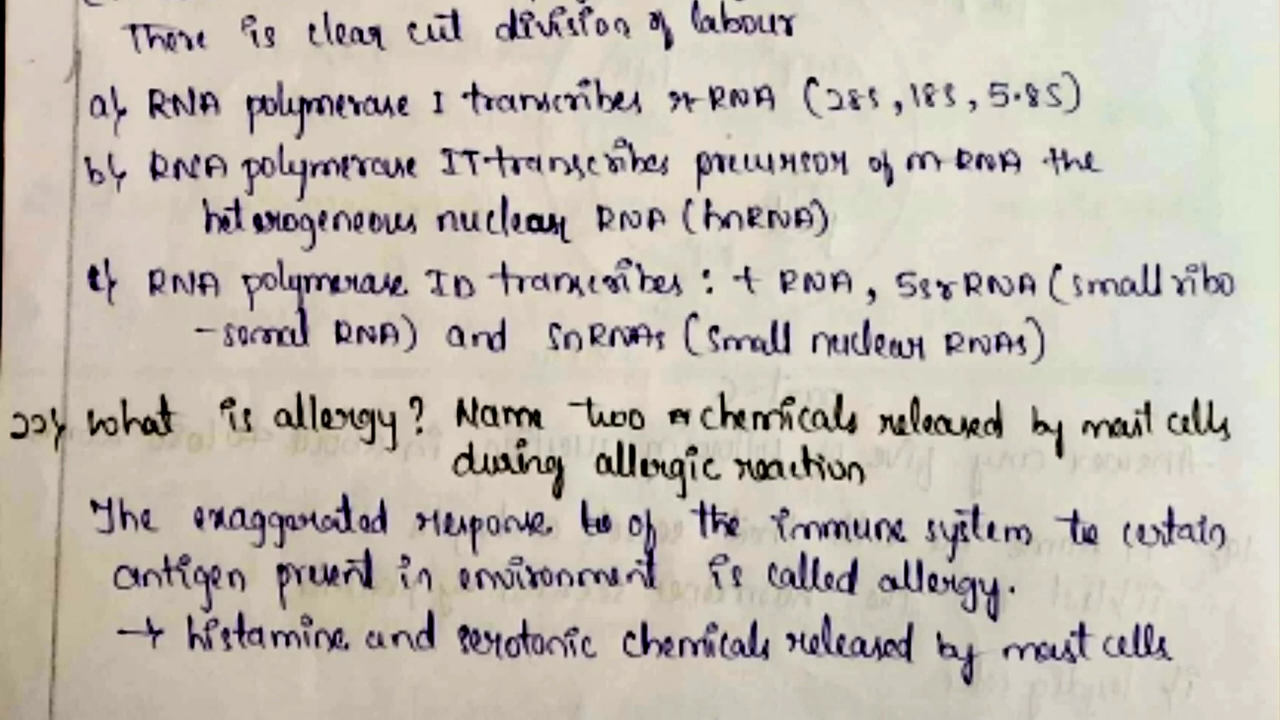 There is clear cut division of labour
a) RNA polymerase I transcribes rRNA (28S, 18S, 5.8S)
b) RNA polymerase II transcribes precursor of mRNA the
heterogeneous nuclear RNA (hnRNA)
c) RNA polymerase III transcribes : tRNA, 5srRNA (small ribo
-somal RNA) and SnRNAs (small nuclear RNAs)
22) What is allergy? Name two chemicals released by mast cells
during allergic reaction
The exaggarated response of the immune system to certain
antigen present in environment is called allergy.
→ histamine and serotonic chemicals released by mast cells